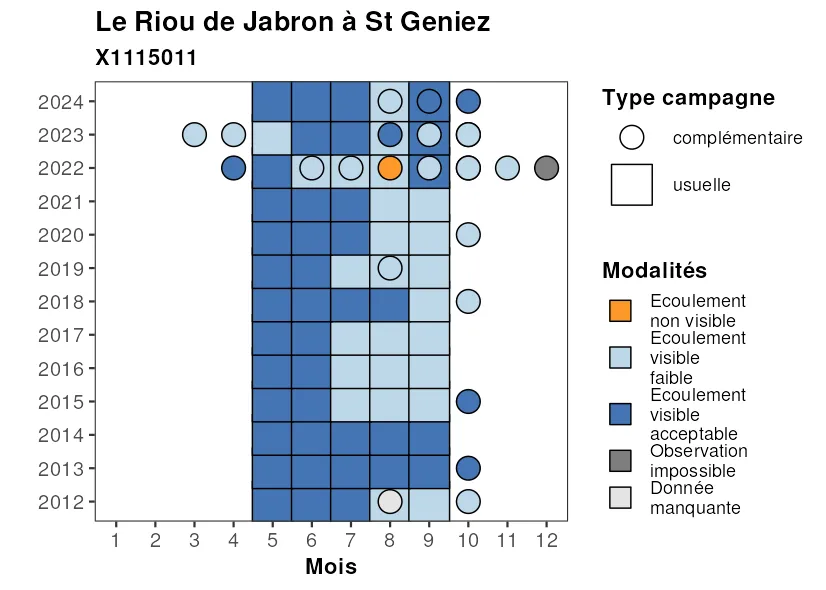 Le Riou de Jabron à St Geniez
X1115011
2024
2023
2022
2021
2020
2019
2018
2017
2016
2015
2014
2013
2012
1 2 3 4 5 6 7 8 9 10 11 12
Mois
Type campagne
complémentaire
usuelle
Modalités
Ecoulement
non visible
Ecoulement
visible
faible
Ecoulement
visible
acceptable
Observation
impossible
Donnée
manquante